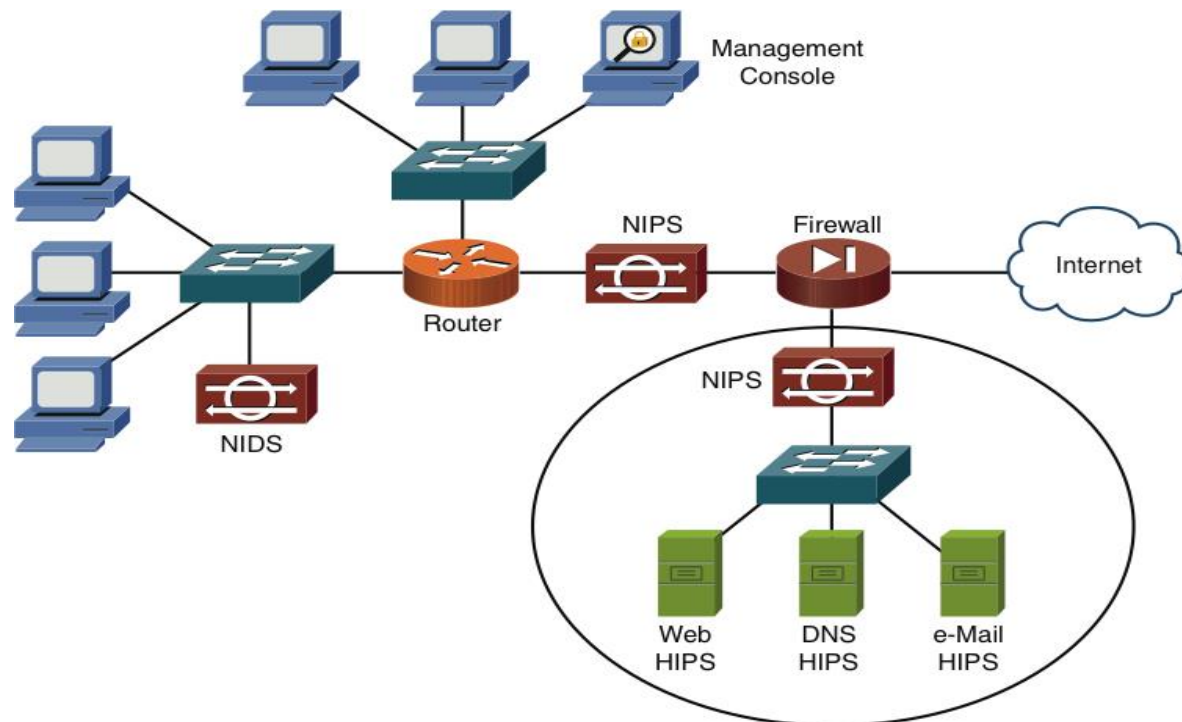 Management
Console
NIPS
Firewall
Internet
Router
NIPS
NIDS
Web
HIPS
DNS
HIPS
e-Mail
HIPS